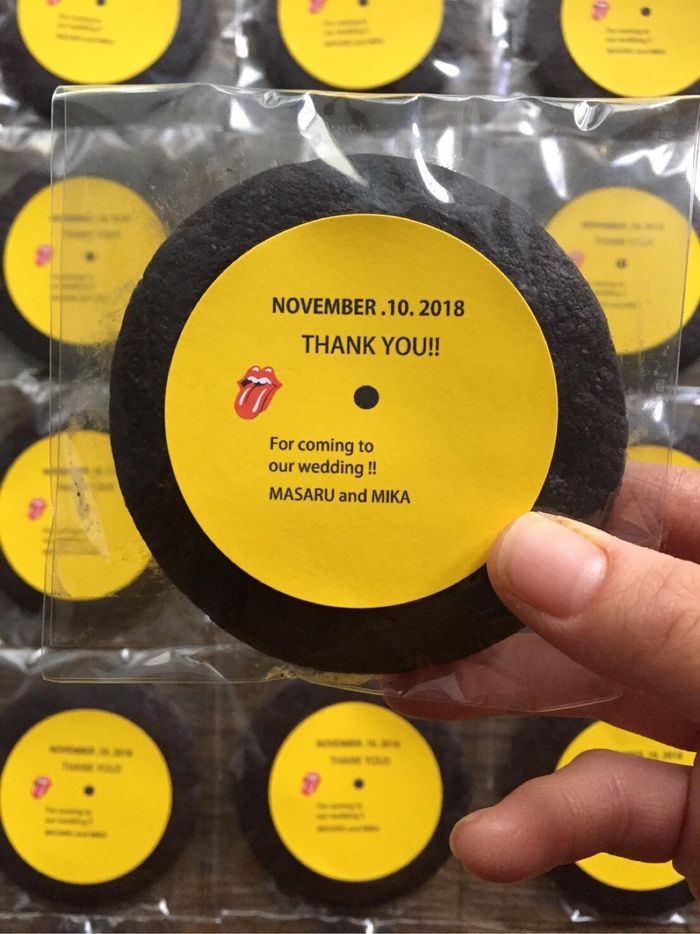 NOVEMBER .10. 2018
THANK YOU!!
For coming to
our wedding !!
MASARU and MIKA